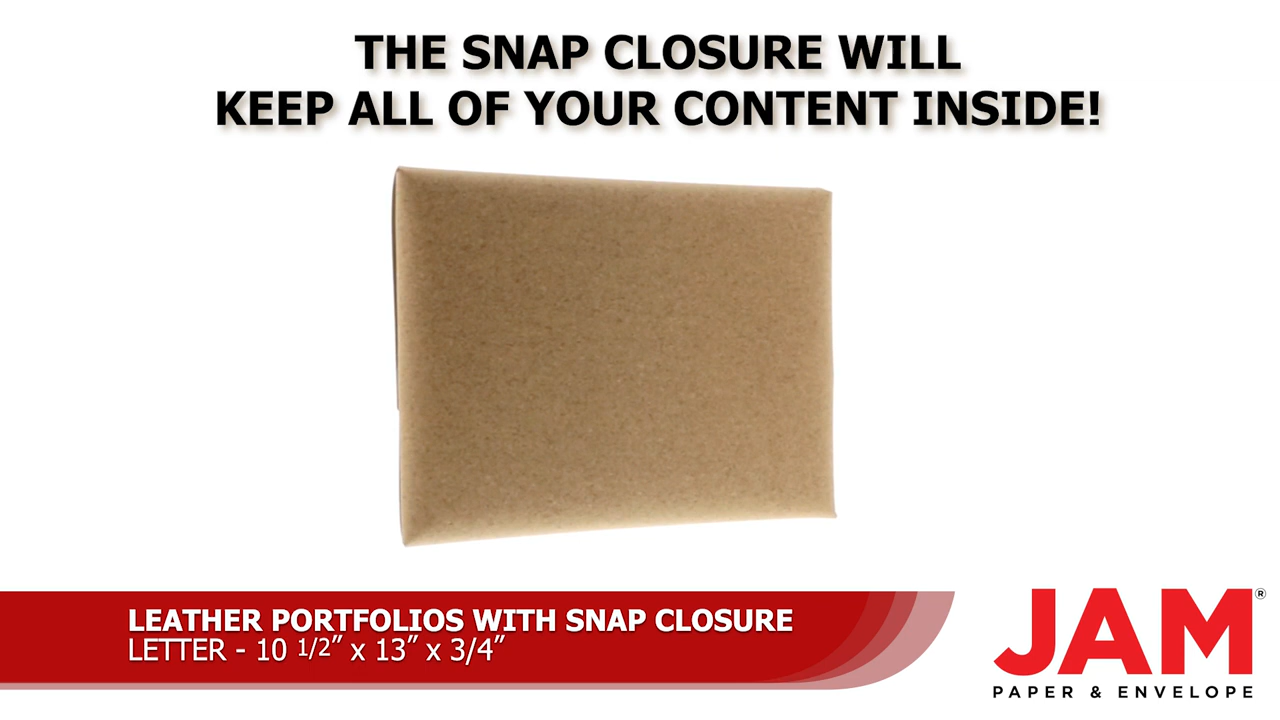 THE SNAP CLOSURE WILL
KEEP ALL OF YOUR CONTENT INSIDE!
LEATHER PORTFOLIOS WITH SNAP CLOSURE
LETTER - 10 1/2” x 13” x 3/4”
JAM®
PAPER & ENVELOPE